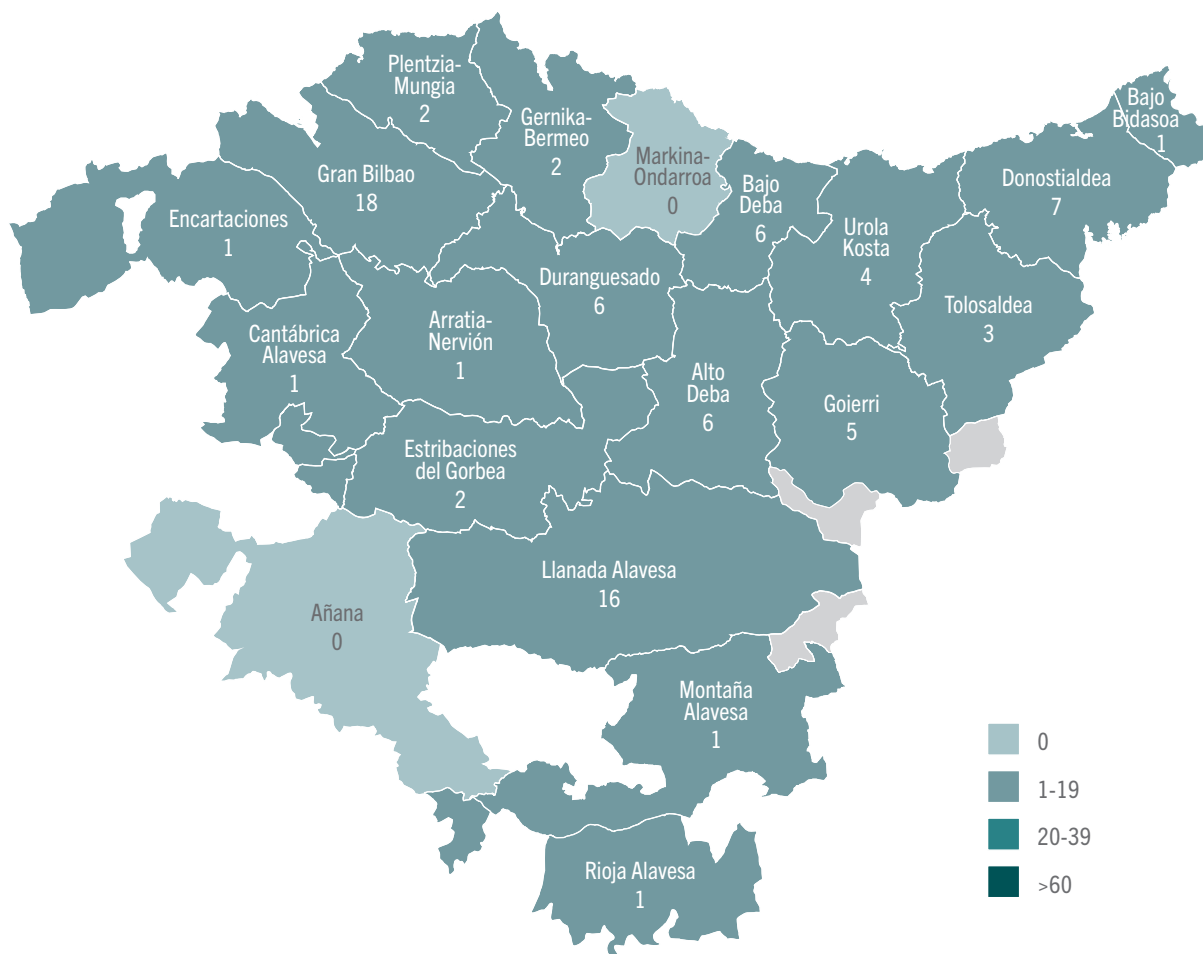 Plentzia-
Mungia
2
Gernika-
Bermeo
2
Markina-
Ondarroa
0
Bajo
Bidasoa
1
Gran Bilbao
18
Encartaciones
1
Bajo
Deba
6
Urola
Kosta
4
Donostialdea
7
Duranguesado
6
Tolosaldea
3
Cantábrica
Alavesa
1
Arratia-
Nervión
1
Alto
Deba
6
Goierri
5
Estribaciones
del Gorbea
2
Llanada Alavesa
16
Añana
0
Montaña
Alavesa
1
Rioja Alavesa
1
0
1-19
20-39
>60